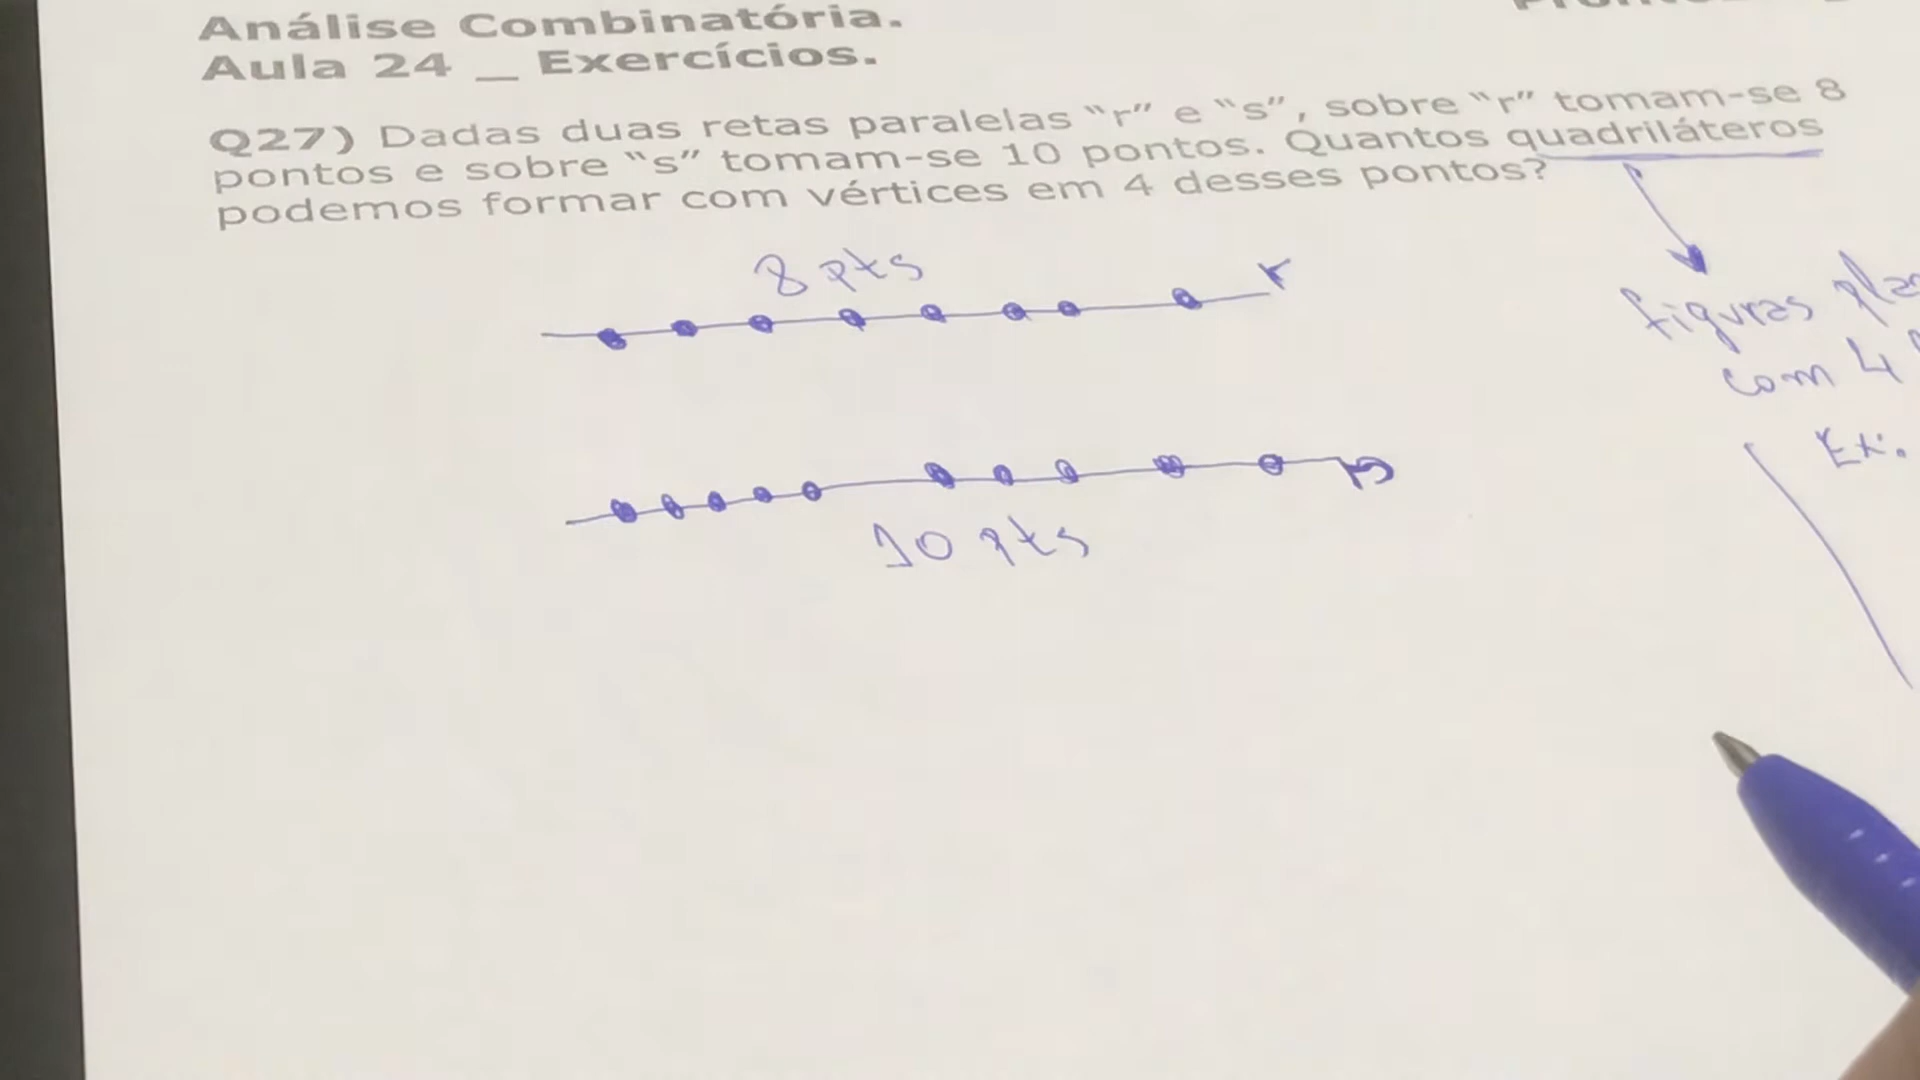 Análise Combinatória.
Aula 24 _ Exercícios.
Q27) Dadas duas retas paralelas “r” e “s”, sobre “r” tomam-se 8
pontos e sobre “s” tomam-se 10 pontos. Quantos quadriláteros
podemos formar com vértices em 4 desses pontos?
8 pts
r
figuras
com 4
Ex:
s
10 pts